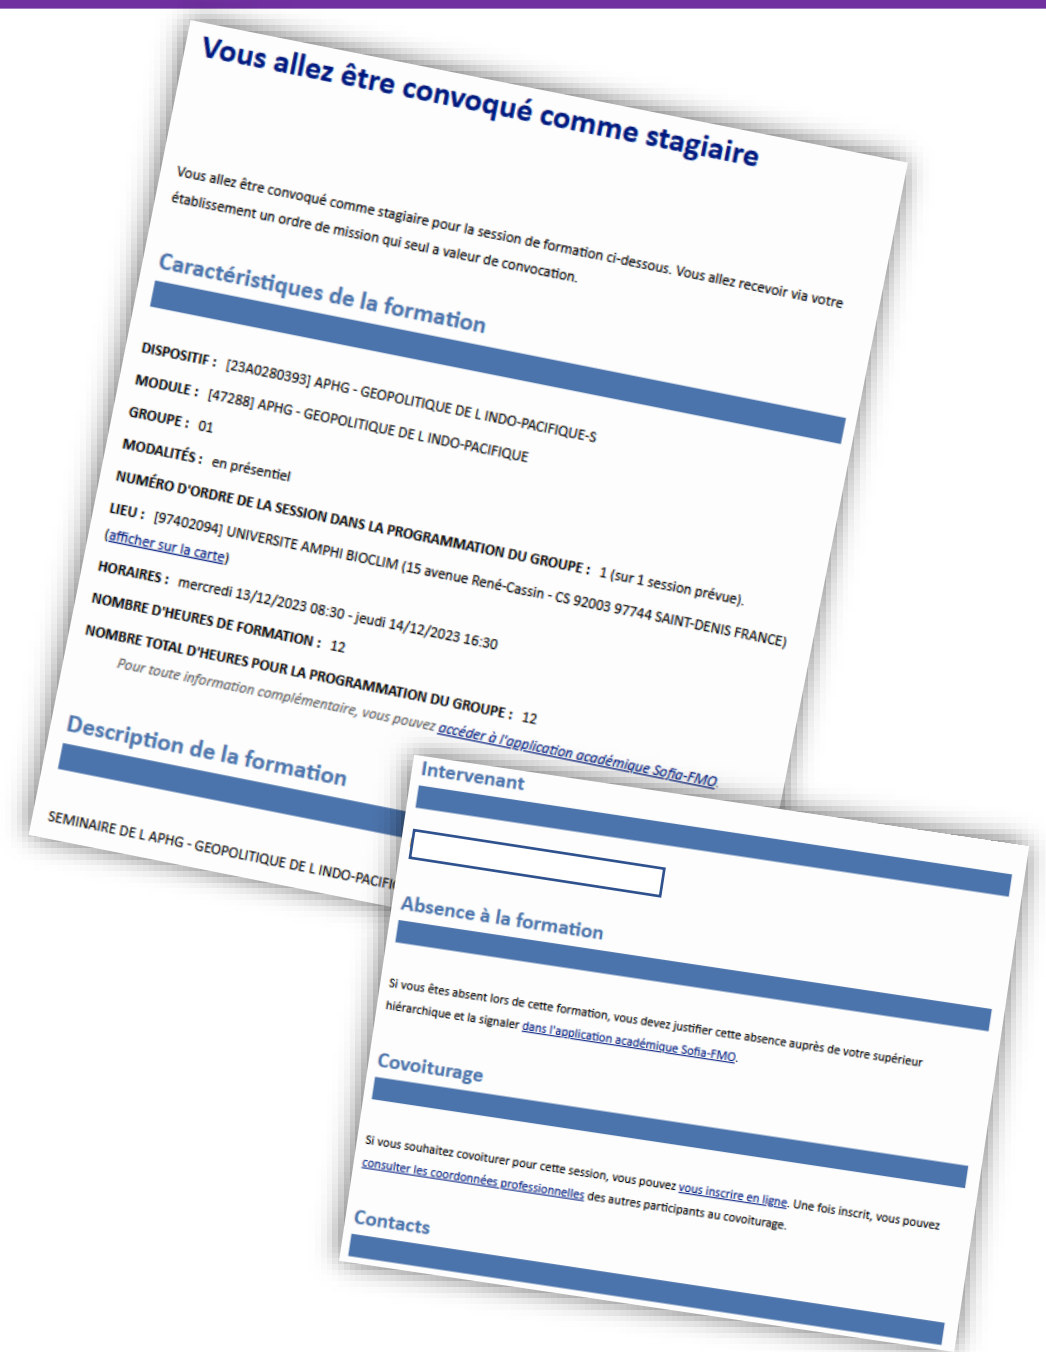 Vous allez être convoqué comme stagiaire
Vous allez être convoqué comme stagiaire pour la session de formation ci-dessous. Vous allez recevoir via votre
établissement un ordre de mission qui seul a valeur de convocation.
Caractéristiques de la formation
DISPOSITIF : [23A0280393] APHG - GEOPOLITIQUE DE L INDO-PACIFIQUE-S
MODULE : [47288] APHG - GEOPOLITIQUE DE L INDO-PACIFIQUE
GROUPE : 01
MODALITÉS : en présentiel
NUMÉRO D'ORDRE DE LA SESSION DANS LA PROGRAMMATION DU GROUPE : 1 (sur 1 session prévue).
LIEU : [97402094] UNIVERSITE AMPHI BIOCLIM (15 avenue René-Cassin - CS 92003 97744 SAINT-DENIS FRANCE)
(afficher sur la carte)
HORAIRES : mercredi 13/12/2023 08:30 - jeudi 14/12/2023 16:30
NOMBRE D'HEURES DE FORMATION : 12
NOMBRE TOTAL D'HEURES POUR LA PROGRAMMATION DU GROUPE : 12
Pour toute information complémentaire, vous pouvez accéder à l'application académique Sofia-FMO.
Description de la formation
SEMINAIRE DE L APHG - GEOPOLITIQUE DE L INDO-PACIFI
Intervenant
Absence à la formation
Si vous êtes absent lors de cette formation, vous devez justifier cette absence auprès de votre supérieur
hiérarchique et la signaler dans l'application académique Sofia-FMO.
Covoiturage
Si vous souhaitez covoiturer pour cette session, vous pouvez vous inscrire en ligne. Une fois inscrit, vous pouvez
consulter les coordonnées professionnelles des autres participants au covoiturage.
Contacts